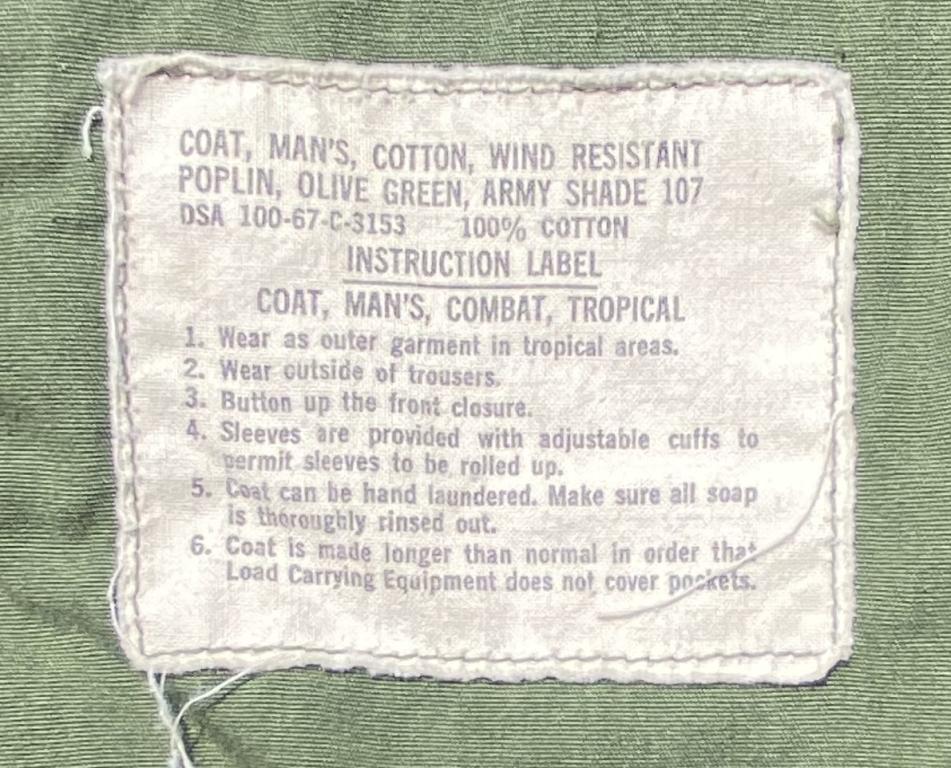 COAT, MAN'S, COTTON, WIND RESISTANT
POPLIN, OLIVE GREEN, ARMY SHADE 107
DSA 100-67-C-3153 100% COTTON
INSTRUCTION LABEL
COAT, MAN'S, COMBAT, TROPICAL
1. Wear as outer garment in tropical areas.
2. Wear outside of trousers.
3. Button up the front closure.
4. Sleeves are provided with adjustable cuffs to
permit sleeves to be rolled up.
5. Coat can be hand laundered. Make sure all soap
is thoroughly rinsed out.
6. Coat is made longer than normal in order that
Load Carrying Equipment does not cover pockets.